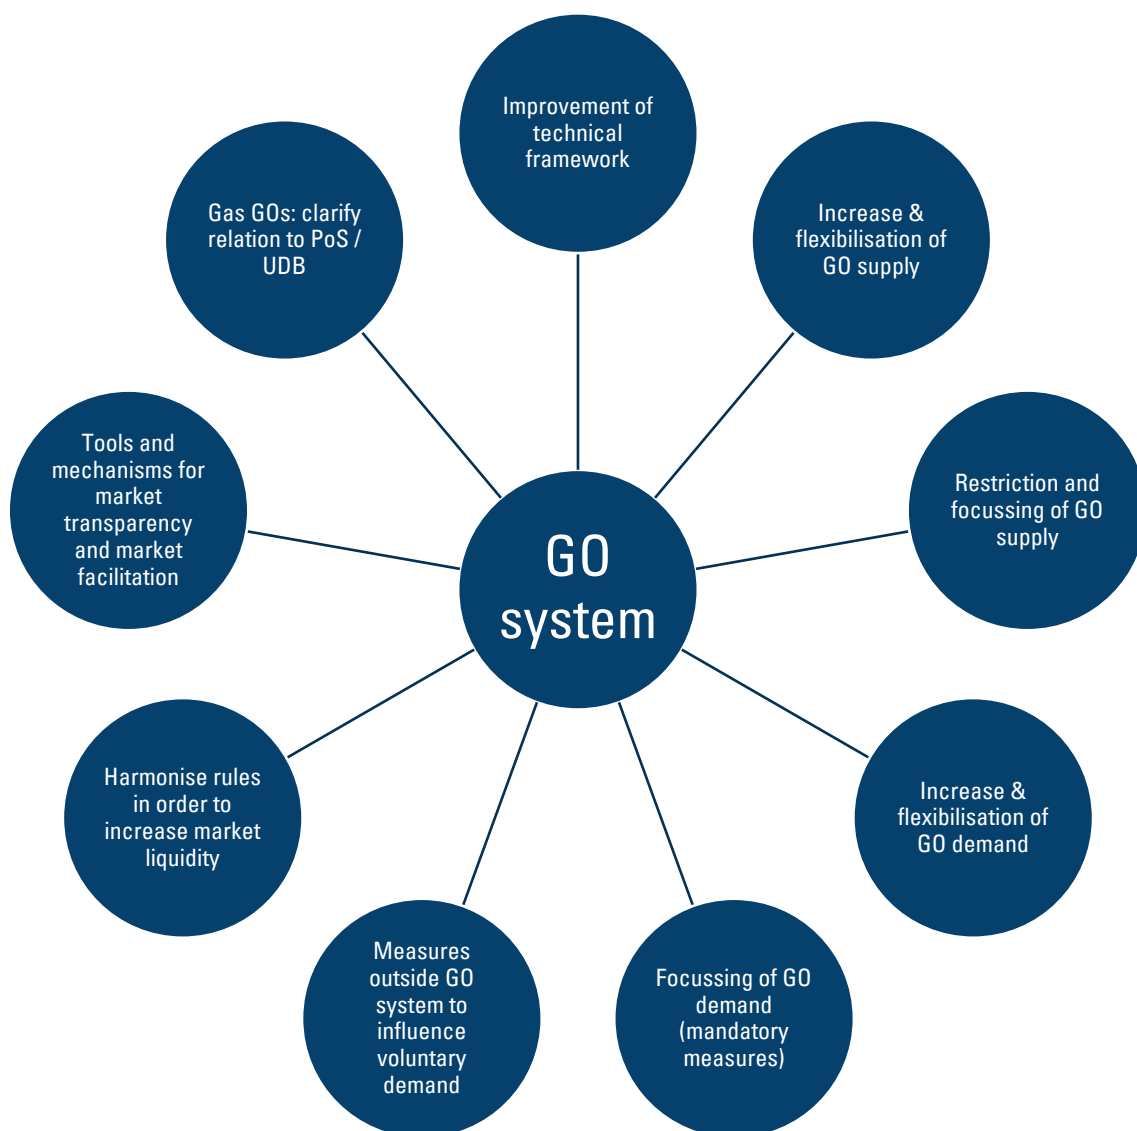 Improvement of
technical
framework
Increase &
flexibilisation of
GO supply
Restriction and
focussing of GO
supply
Increase &
flexibilisation of
GO demand
Focussing of GO
demand
(mandatory
measures)
Measures
outside GO
system to
influence
voluntary
demand
Harmonise rules
in order to
increase market
liquidity
Tools and
mechanisms for
market
transparency
and market
facilitation
Gas GOs: clarify
relation to PoS /
UDB
GO
system